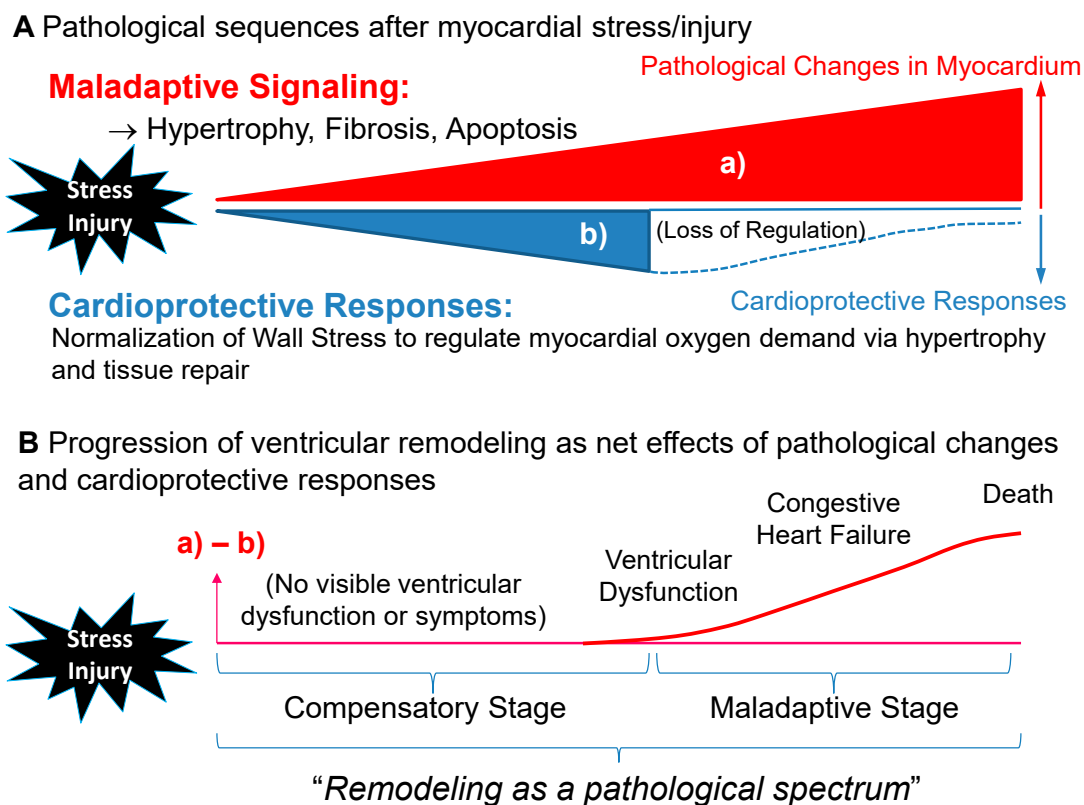 A Pathological sequences after myocardial stress/injury
Pathological Changes in Myocardium
Maladaptive Signaling:
→ Hypertrophy, Fibrosis, Apoptosis
a)
Stress
Injury
b)
(Loss of Regulation)
Cardioprotective Responses:
Cardioprotective Responses
Normalization of Wall Stress to regulate myocardial oxygen demand via hypertrophy
and tissue repair
B Progression of ventricular remodeling as net effects of pathological changes
and cardioprotective responses
a) – b)
(No visible ventricular
dysfunction or symptoms)
Ventricular
Dysfunction
Congestive
Heart Failure
Death
Stress
Injury
Compensatory Stage
Maladaptive Stage
“Remodeling as a pathological spectrum”